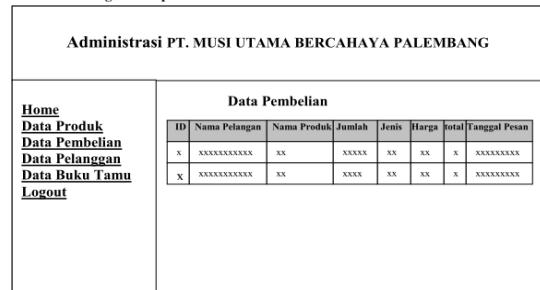 Administrasi PT. MUSI UTAMA BERCAHAYA PALEMBANG
Home
Data Produk
Data Pembelian
Data Pelanggan
Data Buku Tamu
Logout
Data Pembelian
ID Nama Pelangan Nama Produk Jumlah Jenis Harga total Tanggal Pesan
x xxxxxxxxxxx xx xxxxx xx xx x xxxxxxxxx
x xxxxxxxxxxx xx xxxx xx xx x xxxxxxxxx